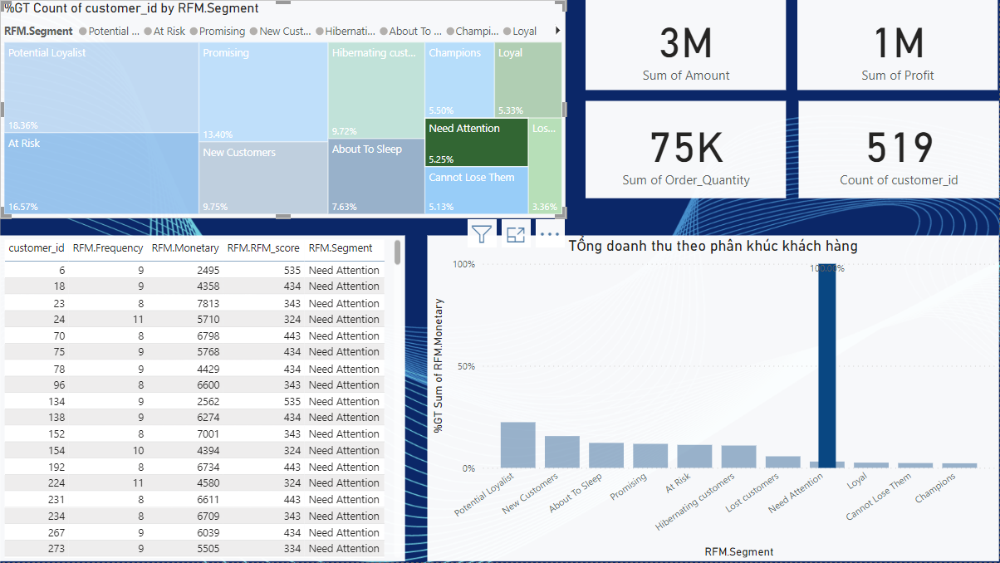 %GT Count of customer_id by RFM.Segment
RFM.Segment Potential ... At Risk Promising New Cust... Hibernati... About To ... Champi... Loyal
Potential Loyalist
18.36%
At Risk
16.57%
Promising
13.40%
New Customers
9.75%
Hibernating cust...
9.72%
About To Sleep
7.63%
Champions
5.50%
Loyal
5.33%
Need Attention
5.25%
Cannot Lose Them
5.13%
Los...
3.36%
3M
Sum of Amount
1M
Sum of Profit
75K
Sum of Order_Quantity
519
Count of customer_id
customer_id RFM.Frequency RFM.Monetary RFM.RFM_score RFM.Segment
6 9 2495 535 Need Attention
18 9 4358 434 Need Attention
23 8 7813 343 Need Attention
24 11 5710 324 Need Attention
70 8 6798 443 Need Attention
75 9 5768 434 Need Attention
78 9 4429 434 Need Attention
96 8 6600 343 Need Attention
134 9 2562 535 Need Attention
138 9 6274 434 Need Attention
152 8 7001 343 Need Attention
154 10 4394 324 Need Attention
192 8 6734 443 Need Attention
224 11 4580 324 Need Attention
231 8 6611 443 Need Attention
234 8 6709 343 Need Attention
267 9 6039 434 Need Attention
273 9 5505 334 Need Attention
Tổng doanh thu theo phân khúc khách hàng
%GT Sum of RFM.Monetary
100%
50%
0%
100.00%
Potential Loyalist
New Customers
About To Sleep
Promising
At Risk
Hibernating customers
Lost customers
Need Attention
Loyal
Cannot Lose Them
Champions
RFM.Segment